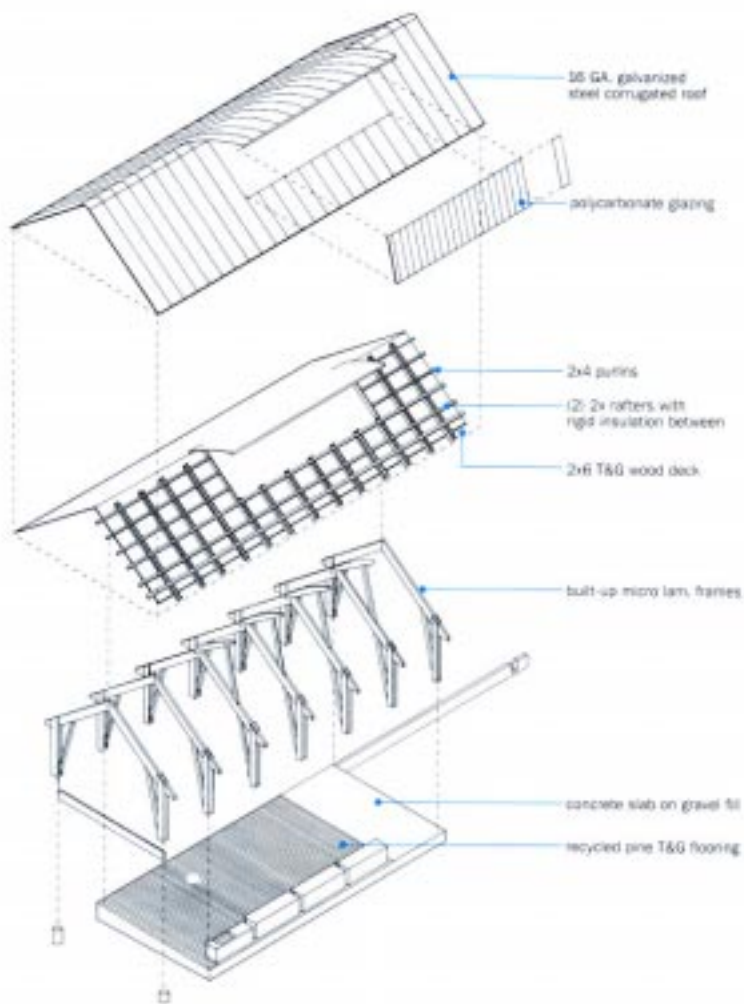 16 GA. galvanized
steel corrugated roof
polycarbonate glazing
2x4 purlins
(2) 2x rafters with
rigid insulation between
2x6 T&G wood deck
built-up micro lam. frames
concrete slab on gravel fill
recycled pine T&G flooring